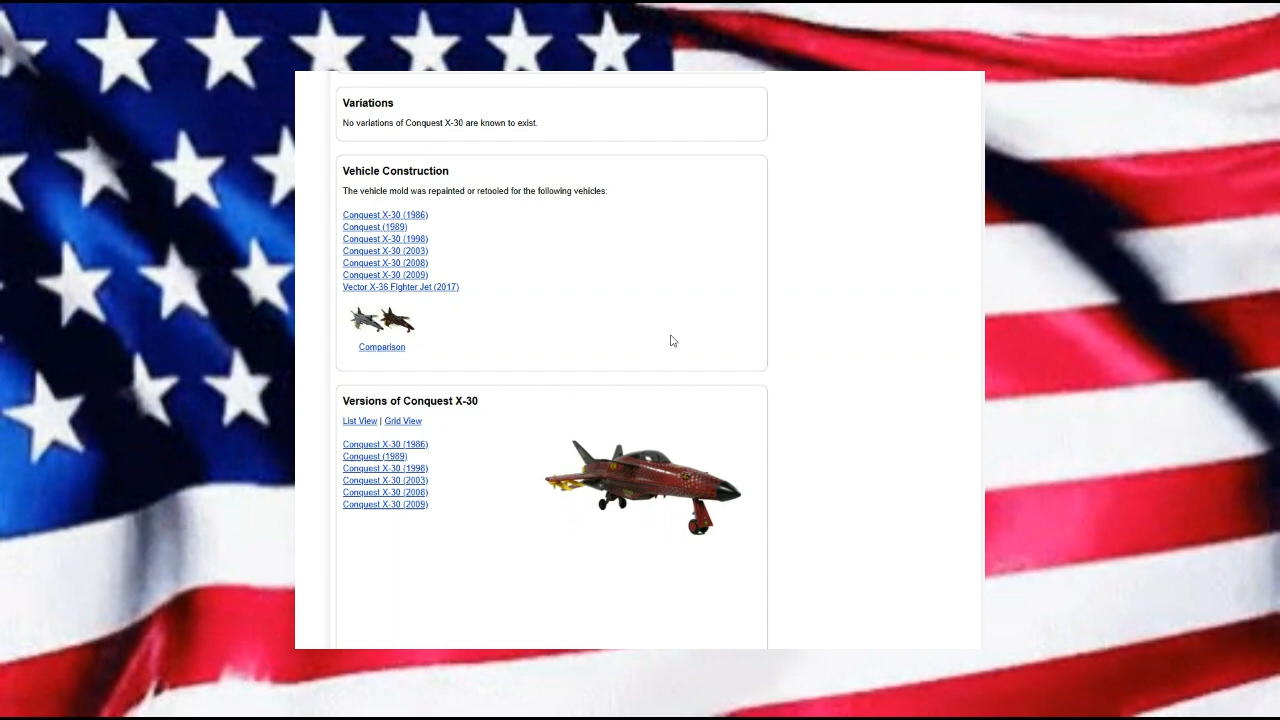 Variations
No variations of Conquest X-30 are known to exist.
Vehicle Construction
The vehicle mold was repainted or retooled for the following vehicles:
Conquest X-30 (1986)
Conquest (1989)
Conquest X-30 (1998)
Conquest X-30 (2003)
Conquest X-30 (2008)
Conquest X-30 (2009)
Vector X-36 Fighter Jet (2017)
Comparison
Versions of Conquest X-30
List View | Grid View
Conquest X-30 (1986)
Conquest (1989)
Conquest X-30 (1998)
Conquest X-30 (2003)
Conquest X-30 (2008)
Conquest X-30 (2009)